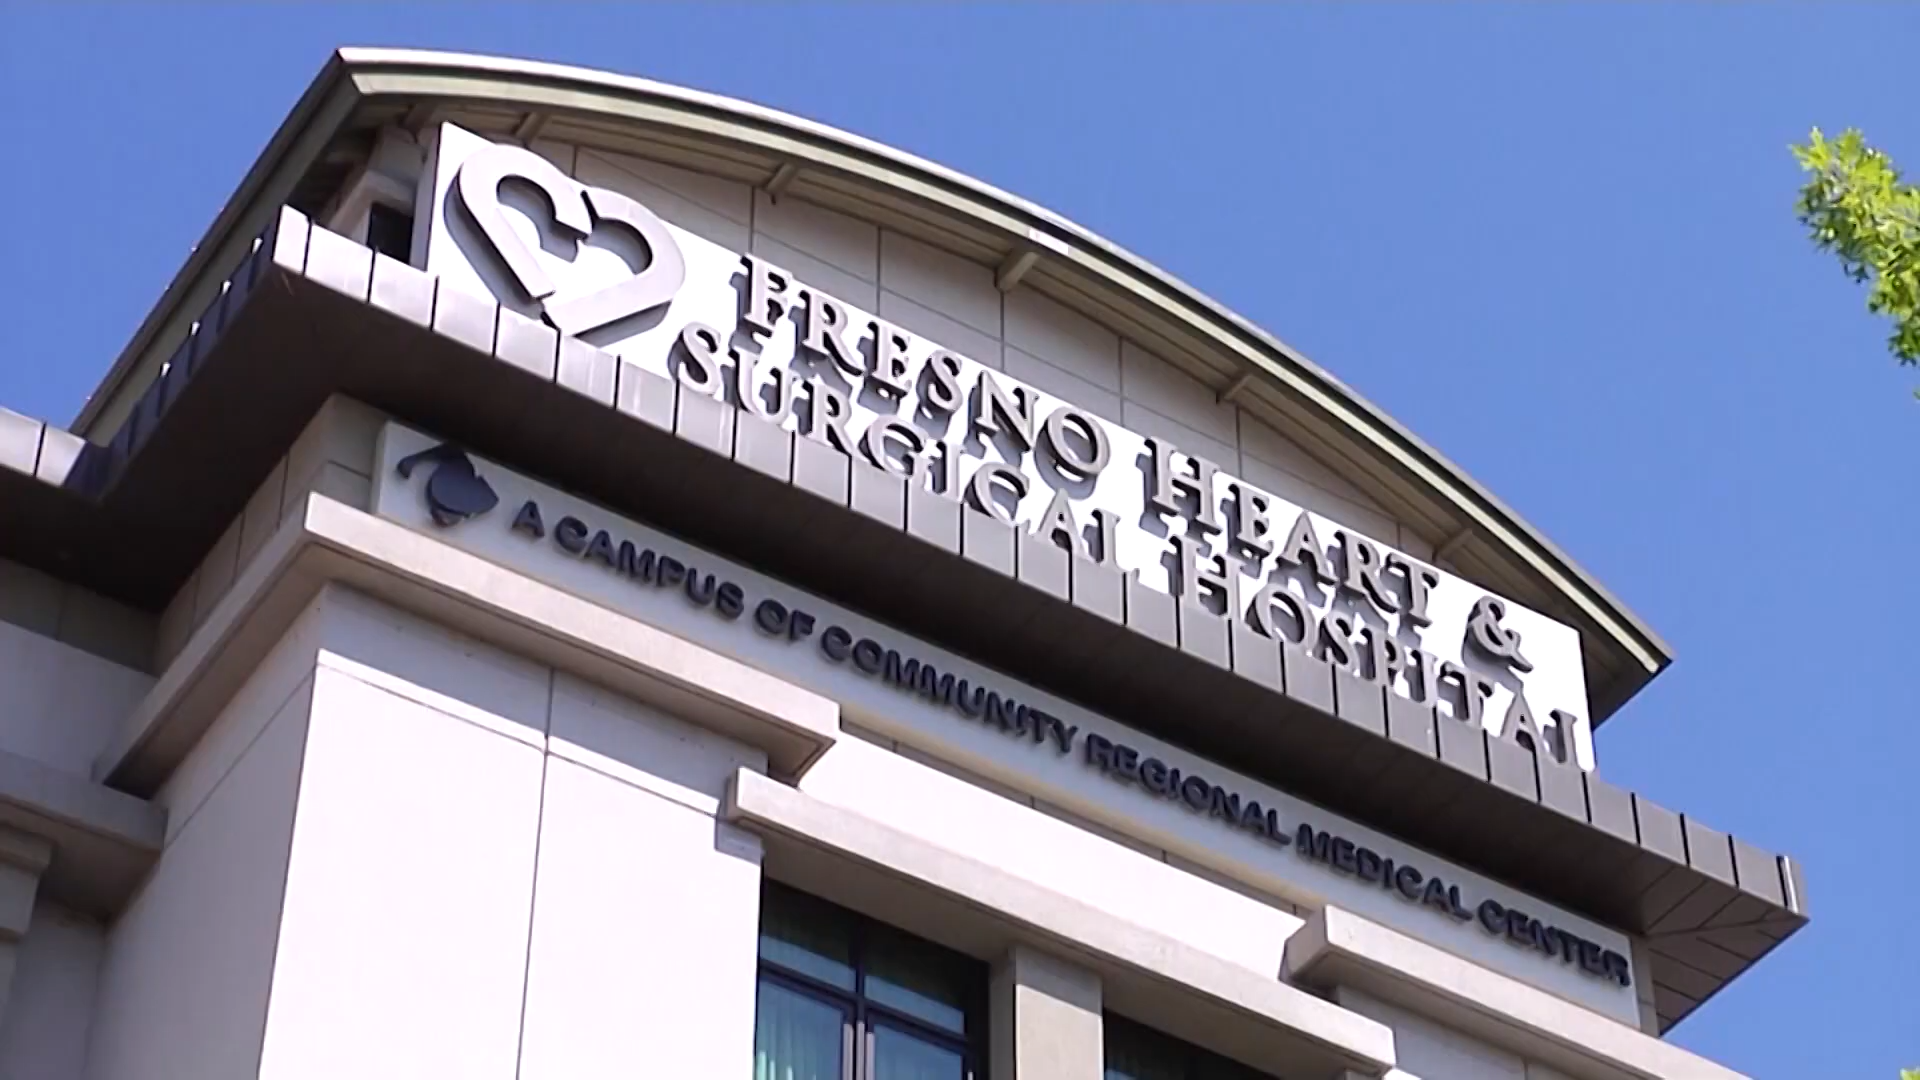 FRESNO HEART &
SURGICAL HOSPITAL
A CAMPUS OF COMMUNITY REGIONAL MEDICAL CENTER